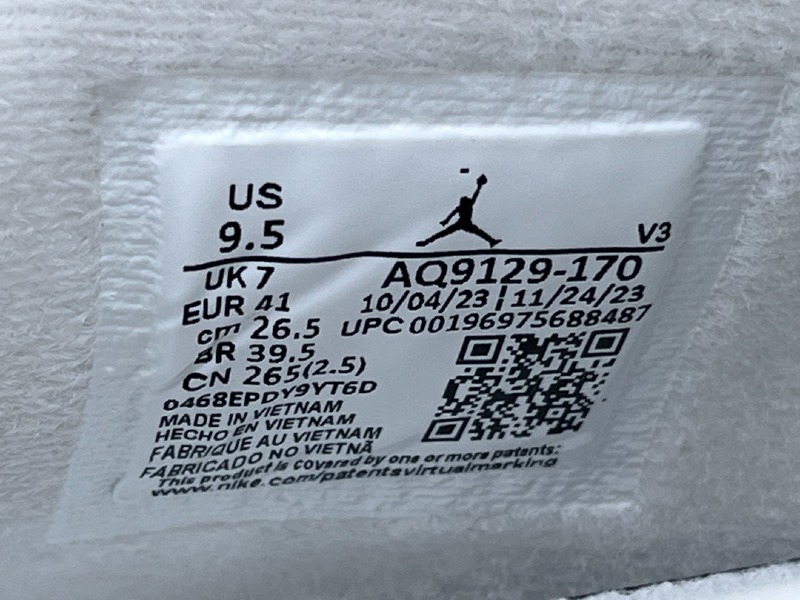 US
9.5
V3
UK 7
AQ9129-170
EUR 41
10/04/23 | 11/24/23
cm 26.5
UPC 00196975688487
BR 39.5
CN 265(2.5)
0468EPDY9YT6D
MADE IN VIETNAM
HECHO EN VIETNAM
FABRIQUE AU VIETNAM
FABRICADO NO VIETNÃ
This product is covered by one or more patents:
www.nike.com/patentsvirtualmarking